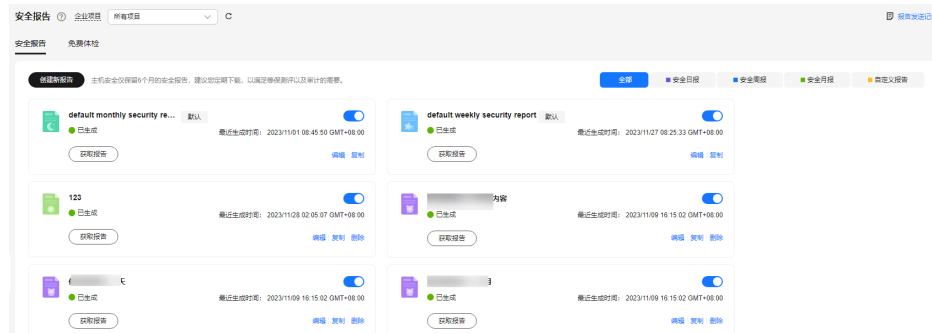 安全报告 企业项目 所有项目 报告发送记
安全报告 免费体检
创建新报告 主机安全仅保留6个月的安全报告，建议您定期下载，以满足等保测评以及审计的需要。 全部 安全日报 安全周报 安全月报 自定义报告
default monthly security re... 默认
已生成 最近生成时间： 2023/11/01 08:45:50 GMT+08:00
获取报告 编辑 复制
default weekly security report 默认
已生成 最近生成时间： 2023/11/27 08:25:33 GMT+08:00
获取报告 编辑 复制
123
已生成 最近生成时间： 2023/11/28 02:05:07 GMT+08:00
获取报告 编辑 复制 删除
内容
已生成 最近生成时间： 2023/11/09 16:15:02 GMT+08:00
获取报告 编辑 复制 删除
天
已生成 最近生成时间： 2023/11/09 16:15:02 GMT+08:00
获取报告 编辑 复制 删除
已生成 最近生成时间： 2023/11/09 16:15:02 GMT+08:00
获取报告 编辑 复制 删除